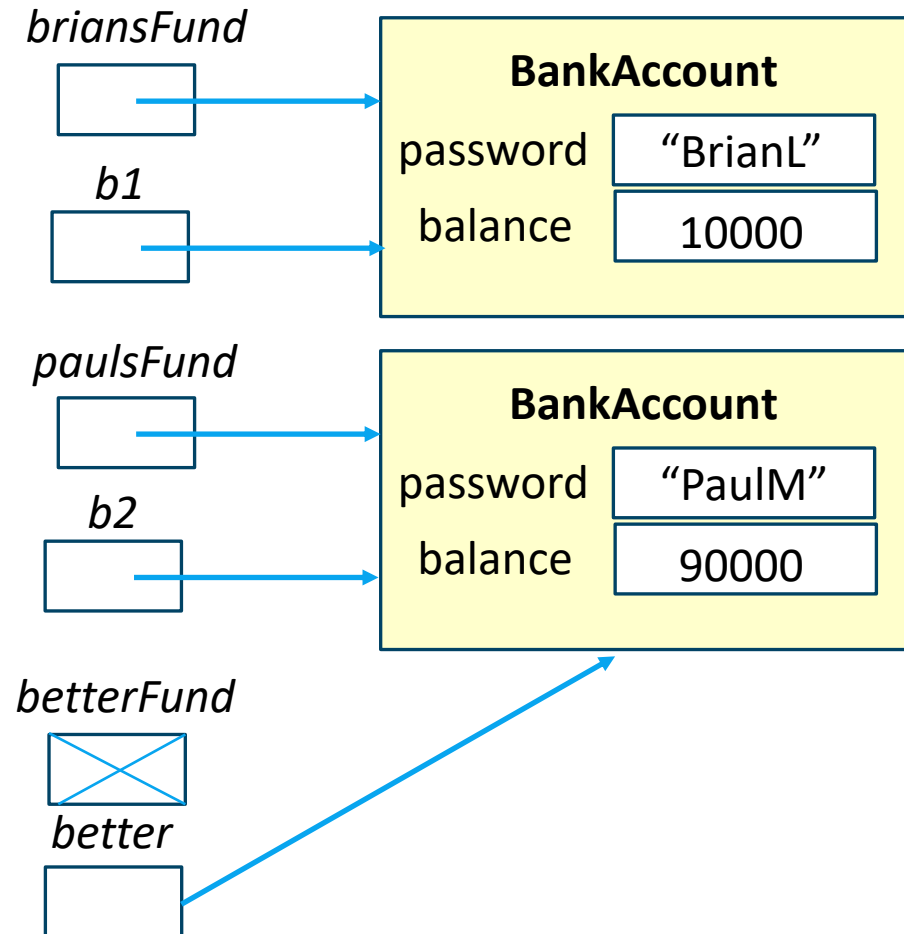 briansFund
BankAccount
password “BrianL”
b1
balance 10000
paulsFund
BankAccount
password “PaulM”
b2
balance 90000
betterFund
better